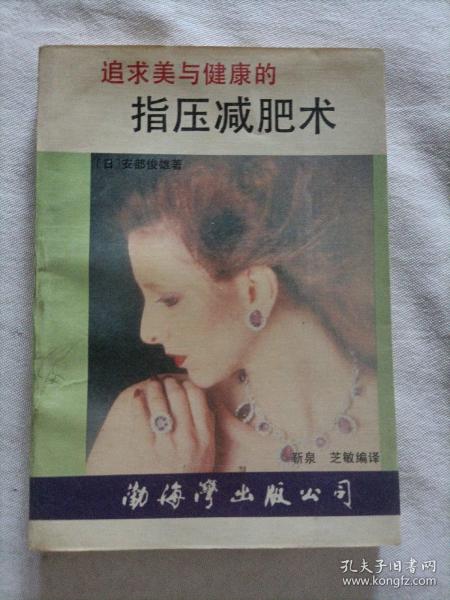 追求美与健康的
指压减肥术
〔日〕安部俊雄著
靳泉 芝敏编译
渤海湾出版公司
孔夫子旧书网
www.kongfz.com